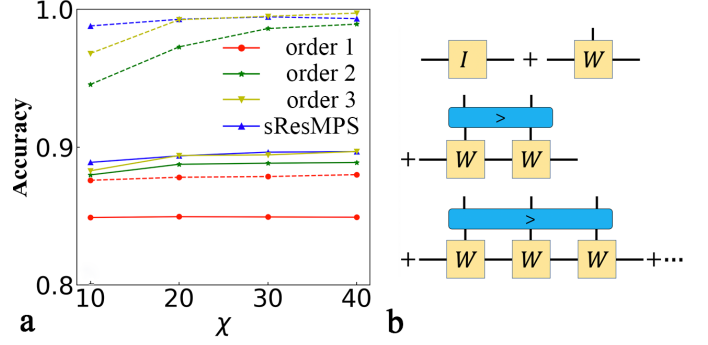 1.0
0.9
0.8
Accuracy
order 1
order 2
order 3
sResMPS
10 20 30 40
χ
a
I + W
>
+ W W
>
+ W W W +...
b